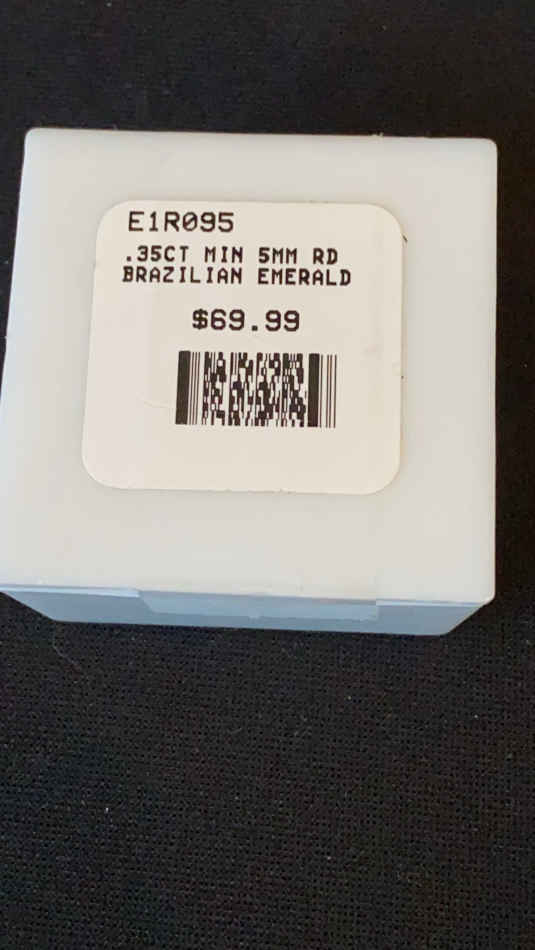 E1R095
.35CT MIN 5MM RD
BRAZILIAN EMERALD
$69.99